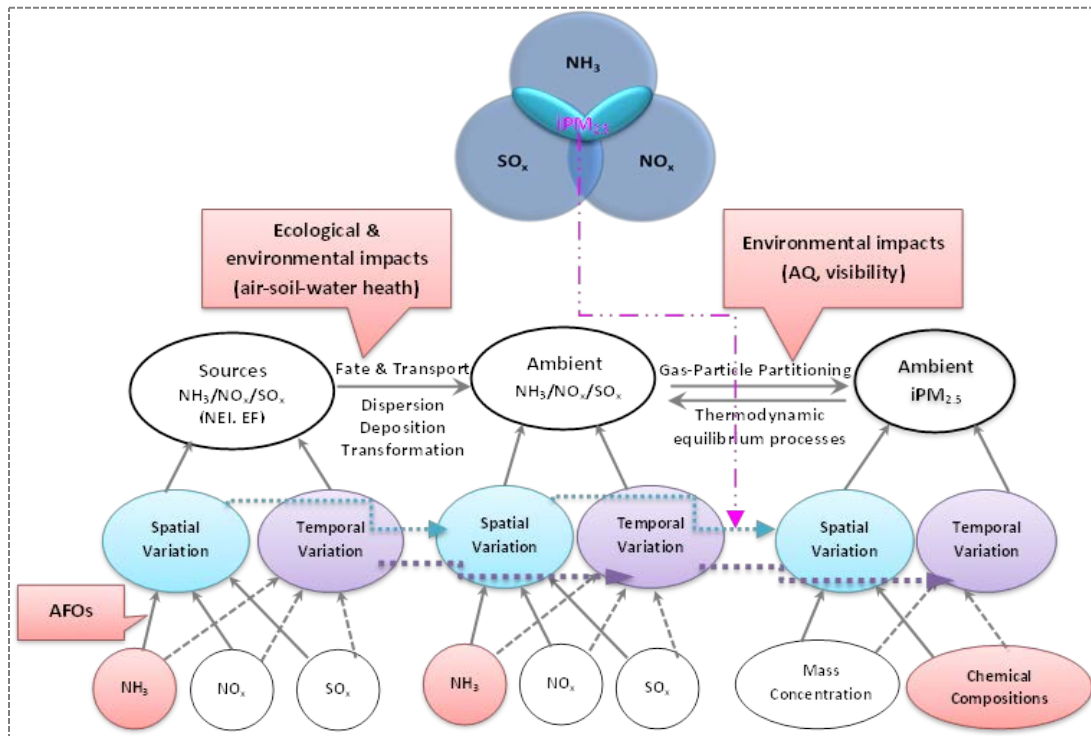 NH₃
iPM₂.₅
SOₓ
NOₓ
Ecological &
environmental impacts
(air-soil-water heath)
Environmental impacts
(AQ, visibility)
Sources
NH₃/NOₓ/SOₓ
(NEI. EF)
Fate & Transport
Dispersion
Deposition
Transformation
Ambient
NH₃/NOₓ/SOₓ
Gas-Particle Partitioning
Thermodynamic
equilibrium processes
Ambient
iPM₂.₅
Spatial
Variation
Temporal
Variation
Spatial
Variation
Temporal
Variation
Spatial
Variation
Temporal
Variation
AFOs
NH₃
NOₓ
SOₓ
NH₃
NOₓ
SOₓ
Mass
Concentration
Chemical
Compositions